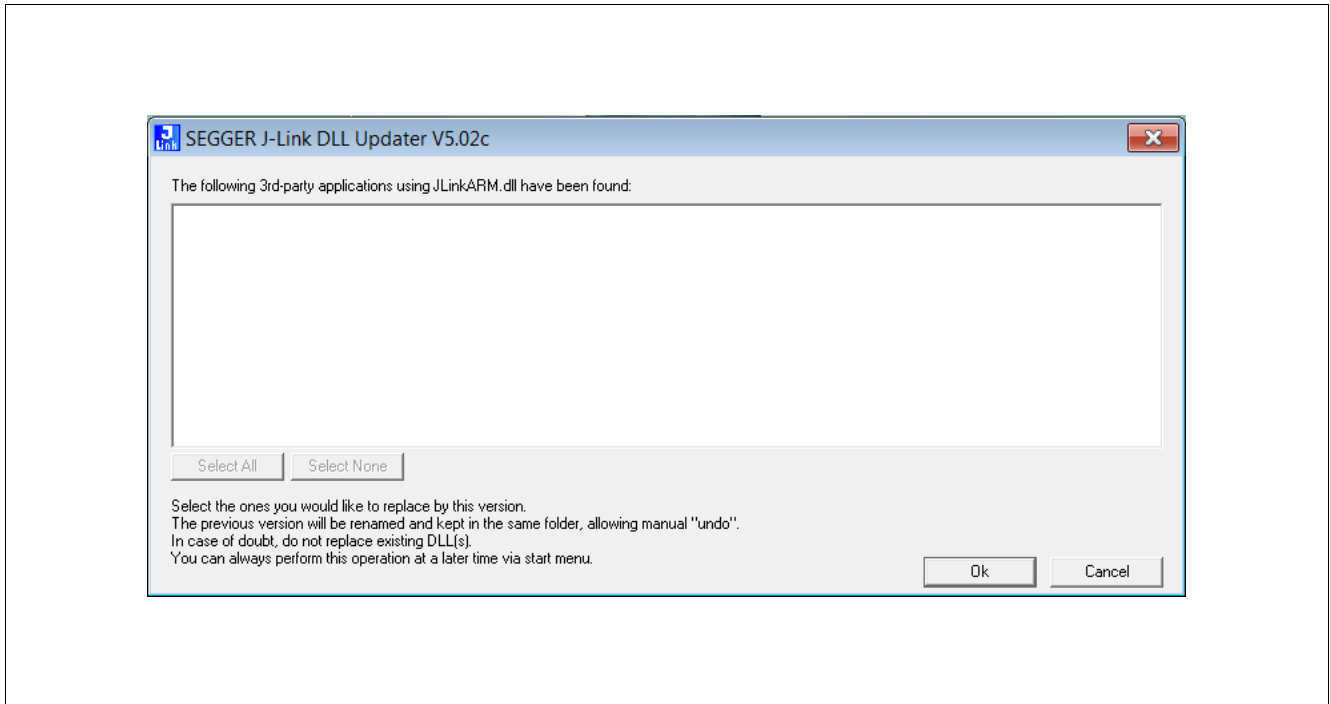 J Link
SEGGER J-Link DLL Updater V5.02c
The following 3rd-party applications using JLinkARM.dll have been found:
Select All
Select None
Select the ones you would like to replace by this version.
The previous version will be renamed and kept in the same folder, allowing manual "undo".
In case of doubt, do not replace existing DLL(s).
You can always perform this operation at a later time via start menu.
Ok
Cancel